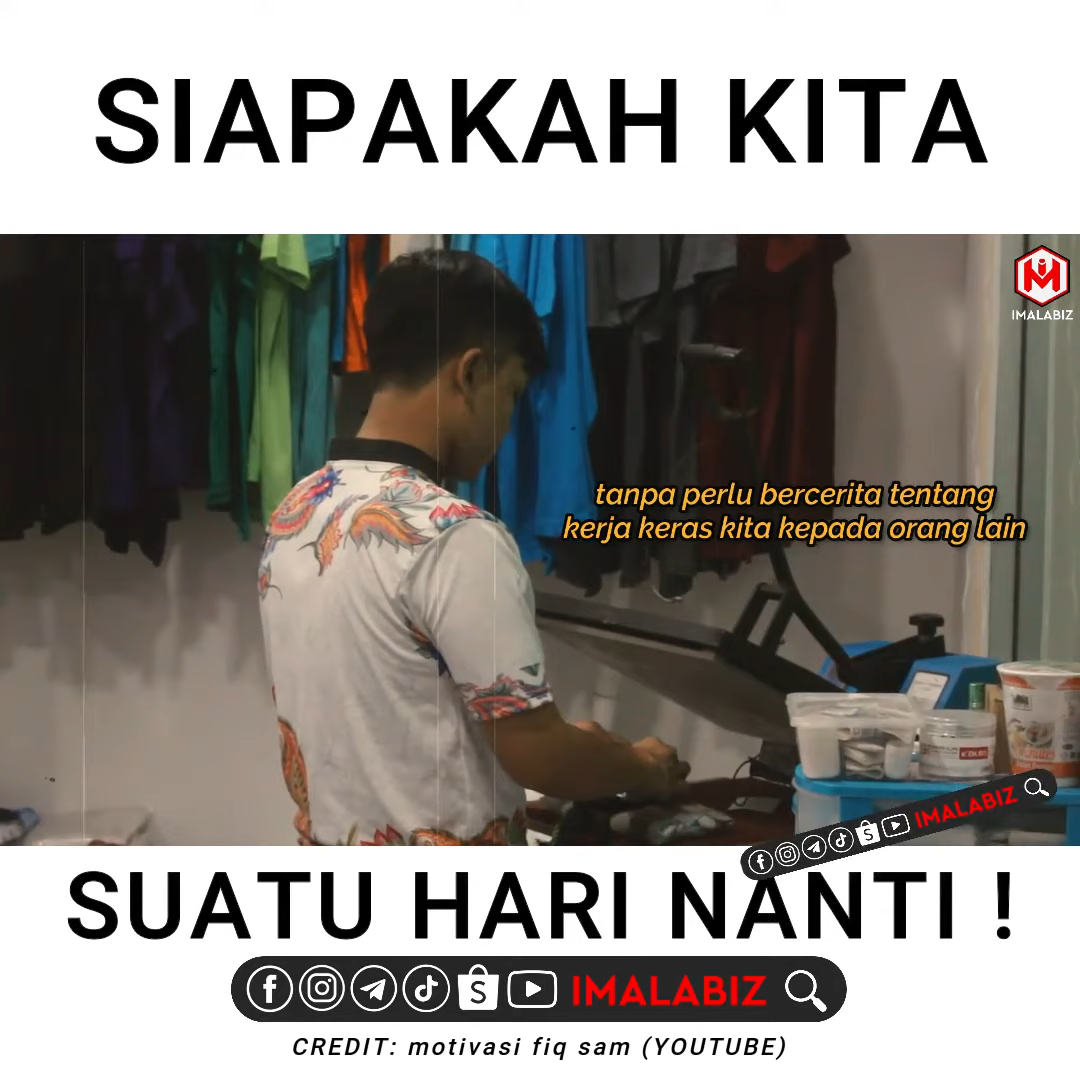 SIAPAKAH KITA
IMALABIZ
tanpa perlu bercerita tentang
kerja keras kita kepada orang lain
IMALABIZ
SUATU HARI NANTI !
IMALABIZ
CREDIT: motivasi fiq sam (YOUTUBE)